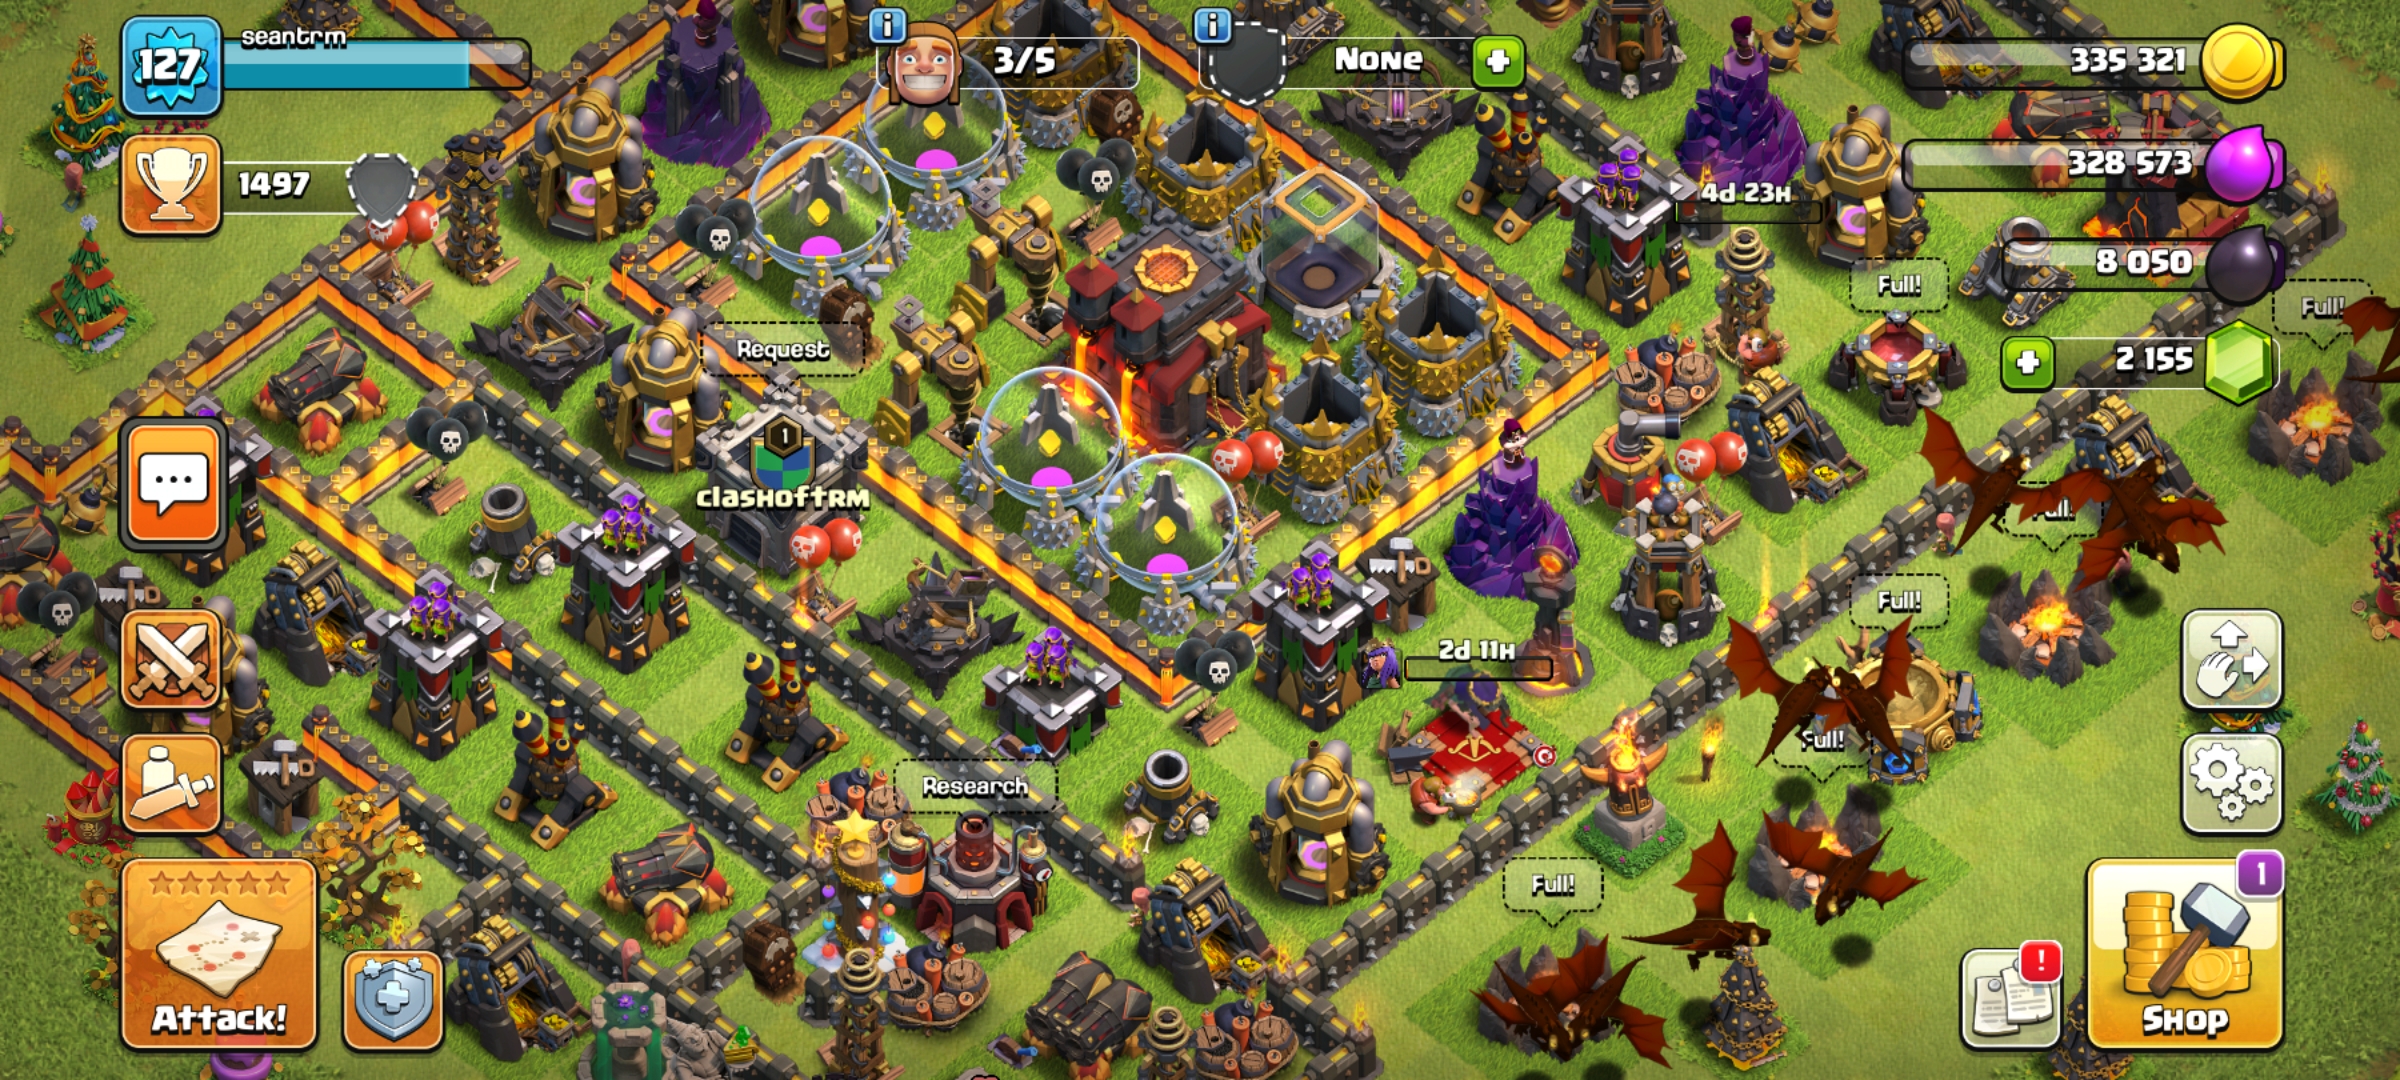 seantrm
127
3/5
None
335 321
1497
328 573
4d 23h
8 050
Full!
Full!
Request
2 155
1
clashoftrm
Full!
Full!
2d 11h
Full!
Research
Full!
1
!
Attack!
Shop